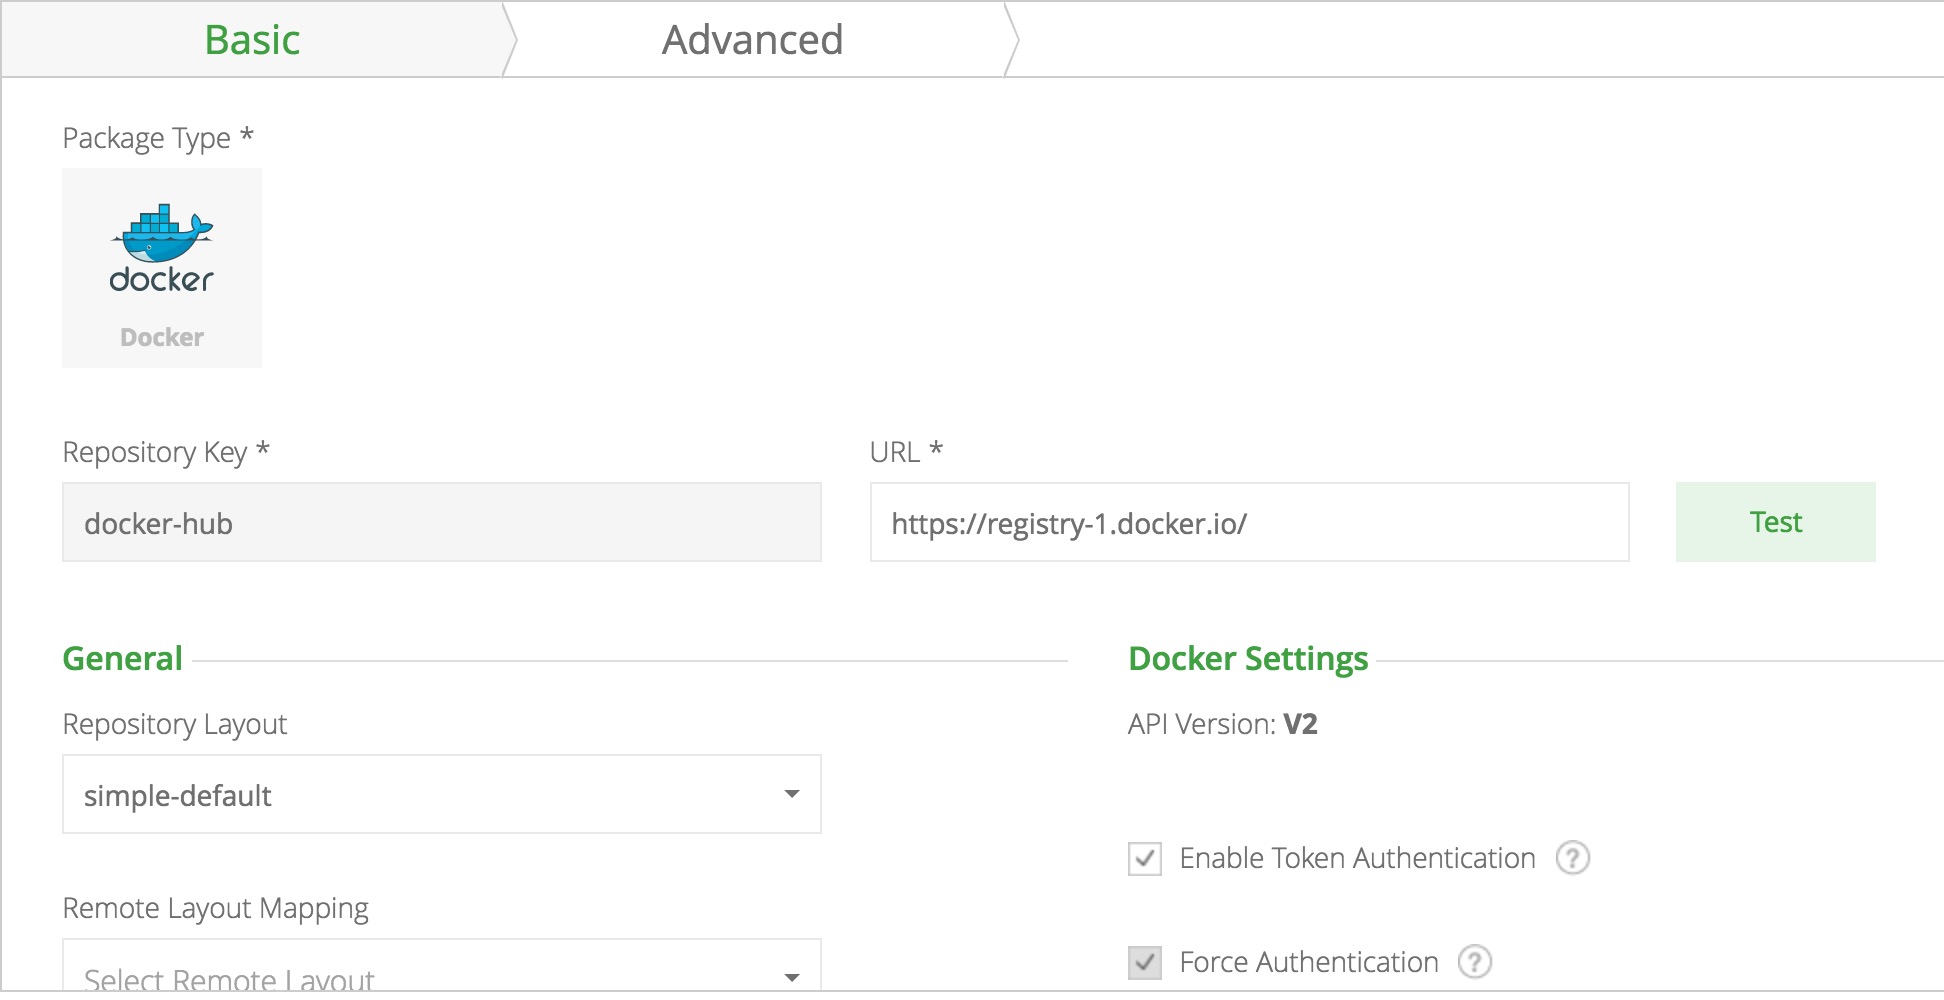 Basic
Advanced
Package Type *
docker
Docker
Repository Key *
URL *
docker-hub
https://registry-1.docker.io/
Test
General
Docker Settings
Repository Layout
API Version: V2
simple-default
Enable Token Authentication ?
Remote Layout Mapping
Select Remote Layout
Force Authentication ?